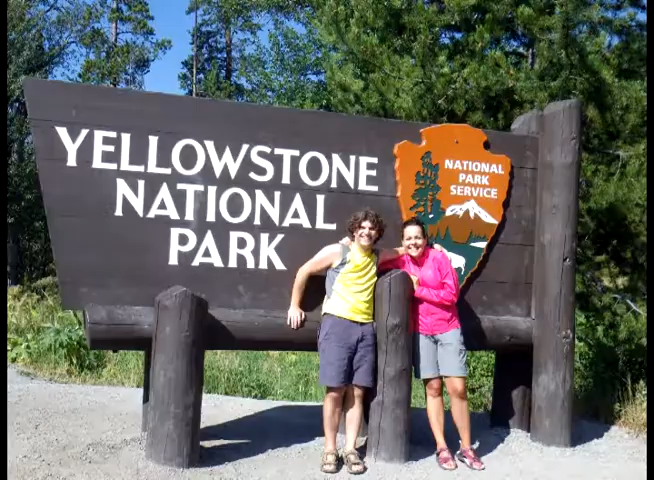 YELLOWSTONE
NATIONAL
PARK
NATIONAL
PARK
SERVICE